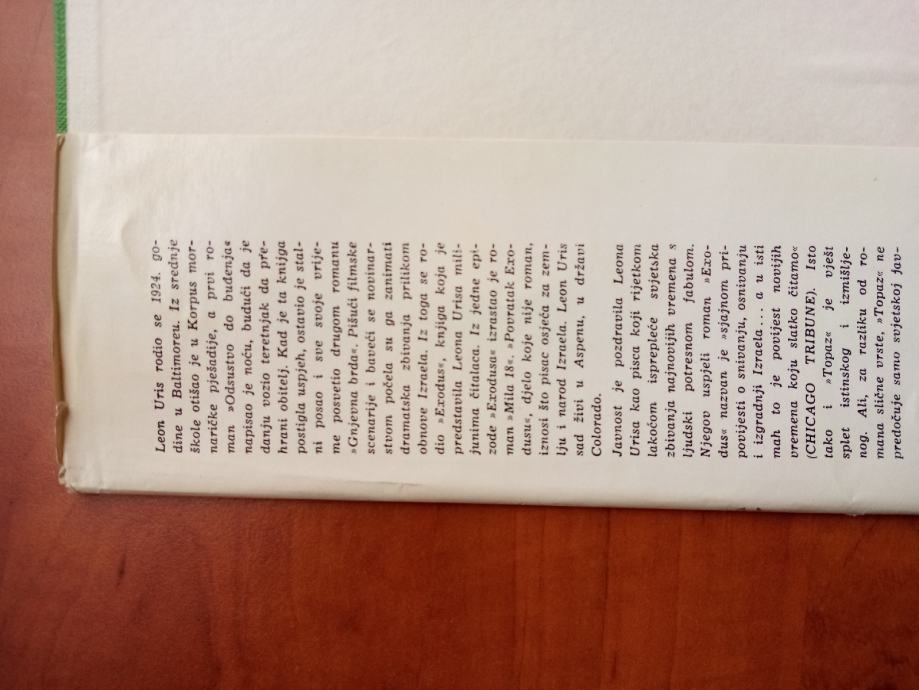 Leon Uris rodio se 1924. go-
dine u Baltimoreu. Iz srednje
škole otišao je u Korpus mor-
naričke pješadije, a prvi ro-
man »Odsustvo do buđenja«
napisao je noću, budući da je
danju vozio teretnjak da pre-
hrani obitelj. Kad je ta knjiga
postigla uspjeh, ostavio je stal-
ni posao i sve svoje vrije-
me posvetio drugom romanu
»Gnjevna brda«. Pišući filmske
scenarije i baveći se novinar-
stvom počela su ga zanimati
dramatska zbivanja prilikom
obnove Izraela. Iz toga se ro-
dio »Exodus«, knjiga koja je
predstavila Leona Urisa mili-
junima čitalaca. Iz jedne epi-
zode »Exodusa« izrastao je ro-
man »Mila 18«. »Povratak Exo-
dusu«, djelo koje nije roman,
iznosi što pisac osjeća za zem-
lju i narod Izraela. Leon Uris
sad živi u Aspenu, u državi
Colorado.
Javnost je pozdravila Leona
Urisa kao pisca koji rijetkom
lakoćom isprepleće svjetska
zbivanja najnovijih vremena s
ljudski potresnom fabulom.
Njegov uspjeli roman »Exo-
dus« nazvan je »sjajnom pri-
povijesti o snivanju, osnivanju
i izgradnji Izraela ... a u isti
mah to je povijest novijih
vremena koju slatko čitamo«
(CHICAGO TRIBUNE). Isto
tako i »Topaz« je vješt
splet istinskog i izmišlje-
nog. Ali, za razliku od ro-
mana slične vrste, »Topaz« ne
predočuje samo svjetskoj jav-